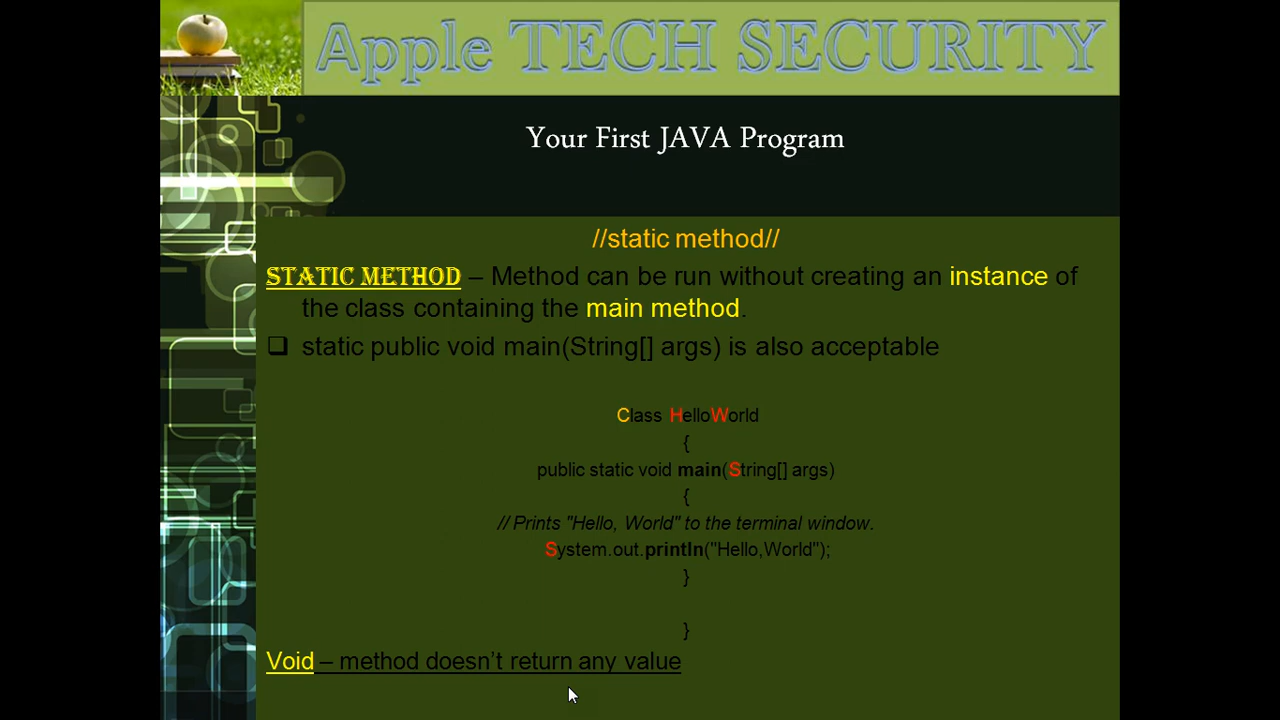 Apple TECH SECURITY
Your First JAVA Program
//static method//
STATIC METHOD – Method can be run without creating an instance of
the class containing the main method.
❑ static public void main(String[] args) is also acceptable
Class HelloWorld
{
public static void main(String[] args)
{
// Prints "Hello, World" to the terminal window.
System.out.println("Hello,World");
}
}
Void – method doesn’t return any value